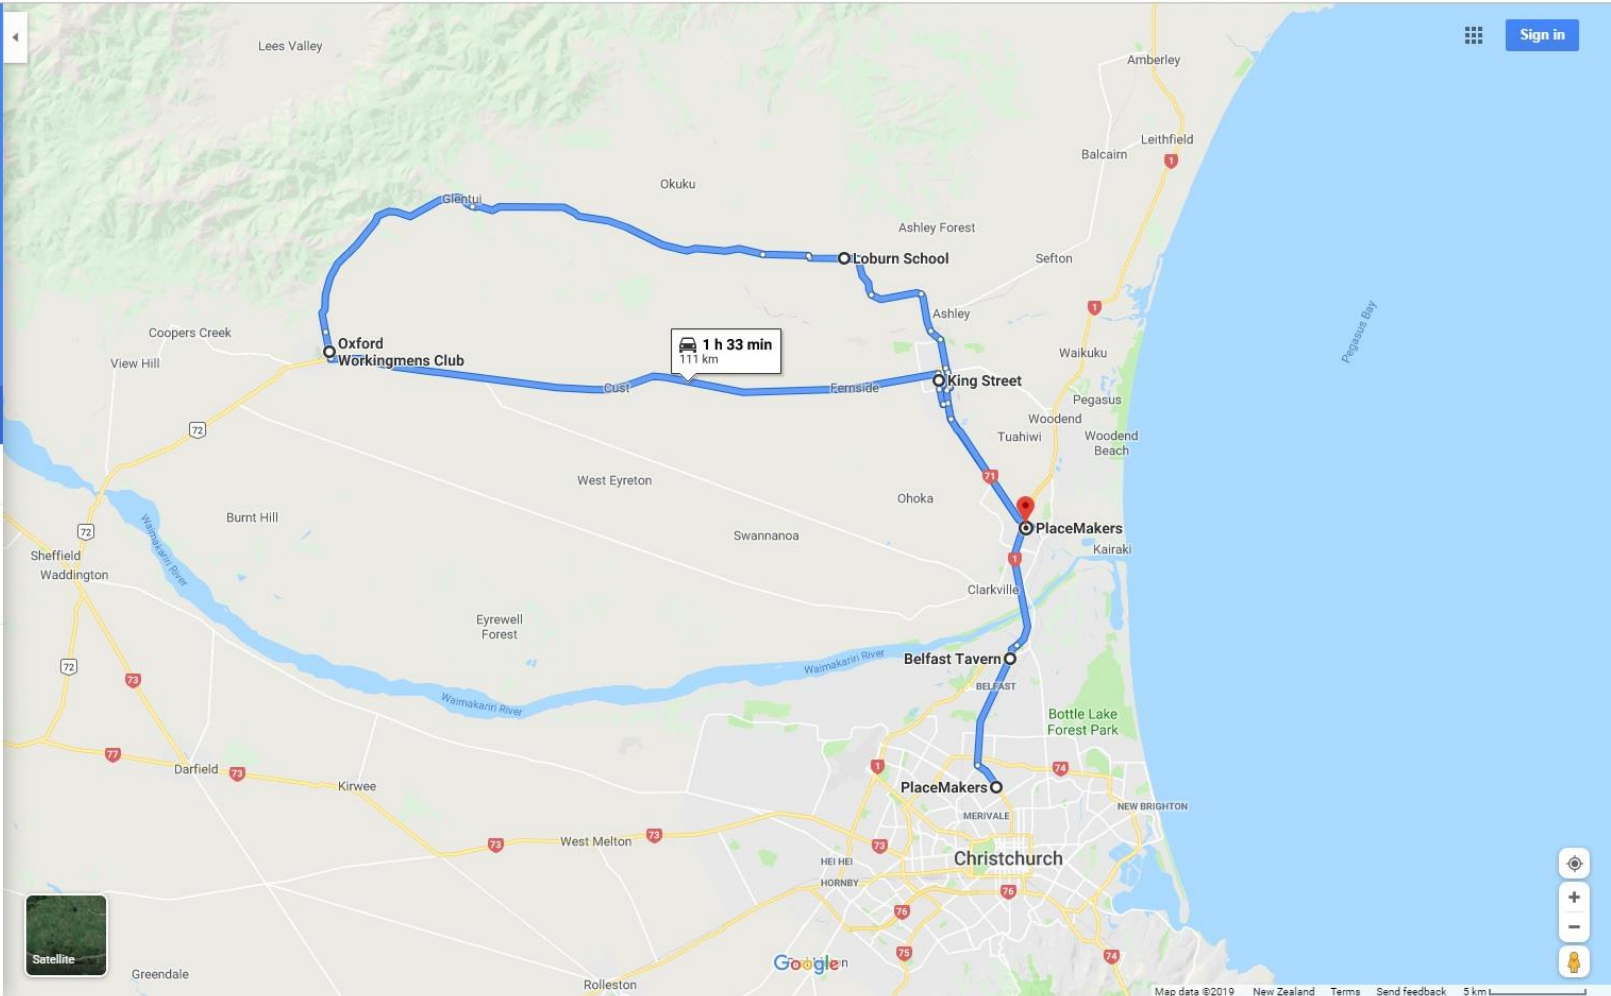 Lees Valley
Sign in
Amberley
Leithfield
Balcairn
1
Okuku
Glentui
Ashley Forest
Loburn School
Sefton
1
Ashley
Pegasus Bay
Coopers Creek
View Hill
Oxford
Workingmens Club
1 h 33 min
111 km
Waikuku
Cust
Fernside
King Street
Pegasus
Woodend
Tuahiwi
Woodend
Beach
72
71
West Eyreton
Ohoka
Burnt Hill
Swannanoa
PlaceMakers
72
Kairaki
Sheffield
Waddington
Waimakariri River
1
Clarkville
Eyrewell
Forest
72
73
Waimakariri River
Belfast Tavern
BELFAST
Waimakariri River
Bottle Lake
Forest Park
77
Darfield
73
Kirwee
1
74
PlaceMakers
MERIVALE
NEW BRIGHTON
73
West Melton
73
73
HEI HEI
Christchurch
HORNBY
76
76
75
74
Satellite
Google
Greendale
Rolleston
Map data ©2019 New Zealand Terms Send feedback 5 km